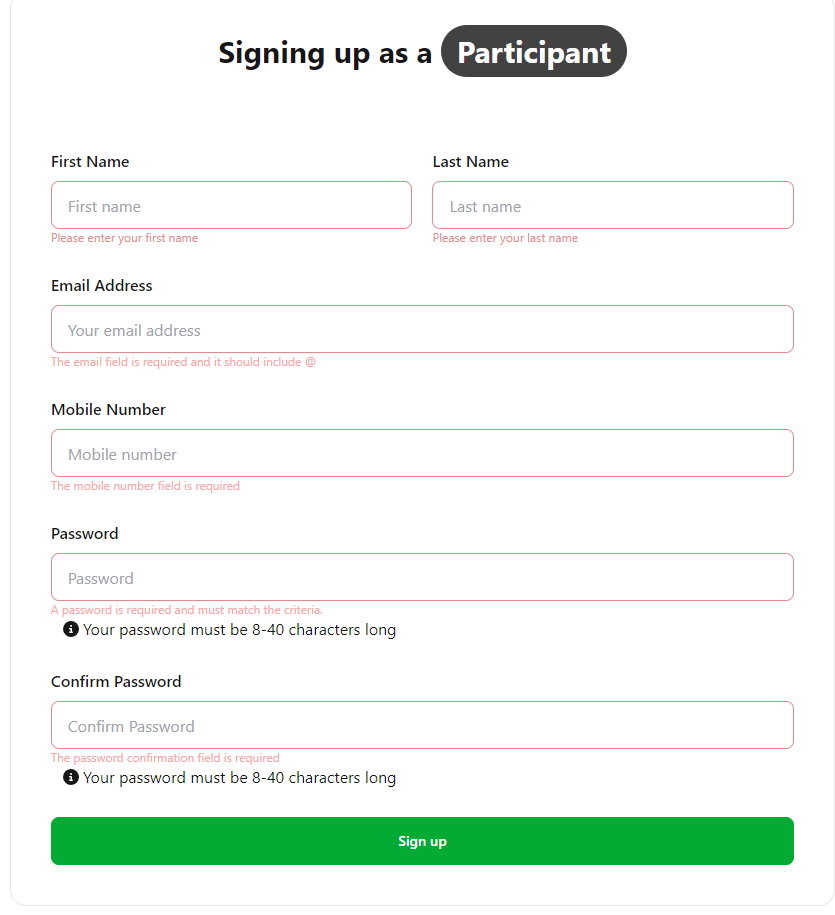 Signing up as a Participant
First Name
Last Name
First name
Last name
Please enter your first name
Please enter your last name
Email Address
Your email address
The email field is required and it should include @
Mobile Number
Mobile number
The mobile number field is required
Password
Password
A password is required and must match the criteria.
Your password must be 8-40 characters long
Confirm Password
Confirm Password
The password confirmation field is required
Your password must be 8-40 characters long
Sign up